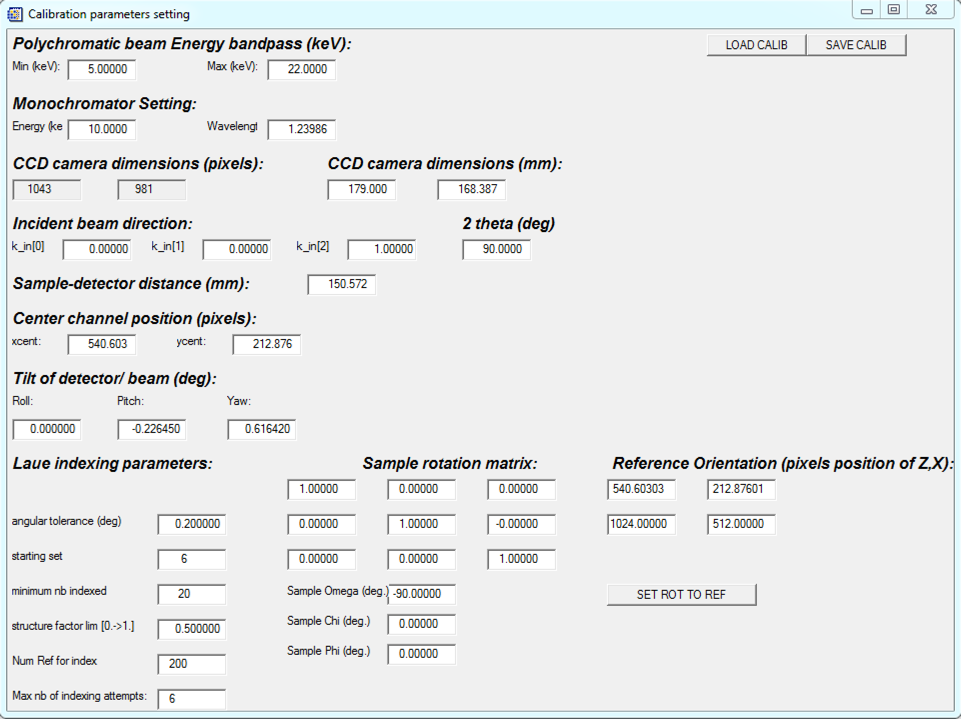 Calibration parameters setting
Polychromatic beam Energy bandpass (keV):
LOAD CALIB SAVE CALIB
Min (keV): 5.00000 Max (keV): 22.0000
Monochromator Setting:
Energy (ke 10.0000 Wavelengt 1.23986
CCD camera dimensions (pixels): CCD camera dimensions (mm):
1043 981 179.000 168.387
Incident beam direction: 2 theta (deg)
k_in[0] 0.00000 k_in[1] 0.00000 k_in[2] 1.00000 90.0000
Sample-detector distance (mm): 150.572
Center channel position (pixels):
xcent: 540.603 ycent: 212.876
Tilt of detector/ beam (deg):
Roll: Pitch: Yaw:
0.000000 -0.226450 0.616420
Laue indexing parameters: Sample rotation matrix: Reference Orientation (pixels position of Z,X):
1.00000 0.00000 0.00000 540.60303 212.87601
angular tolerance (deg) 0.200000 0.00000 1.00000 -0.00000 1024.00000 512.00000
starting set 6 0.00000 0.00000 1.00000
minimum nb indexed 20 Sample Omega (deg.) -90.00000 SET ROT TO REF
structure factor lim [0.->1.] 0.500000 Sample Chi (deg.) 0.00000
Num Ref for index 200 Sample Phi (deg.) 0.00000
Max nb of indexing attempts: 6